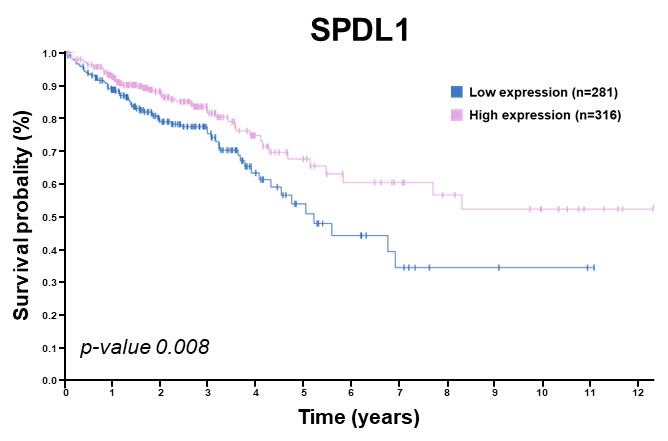 SPDL1
1.0
0.9
0.8
0.7
0.6
0.5
0.4
0.3
0.2
0.1
0.0
Survival probality (%)
Low expression (n=281)
High expression (n=316)
p-value 0.008
0 1 2 3 4 5 6 7 8 9 10 11 12
Time (years)